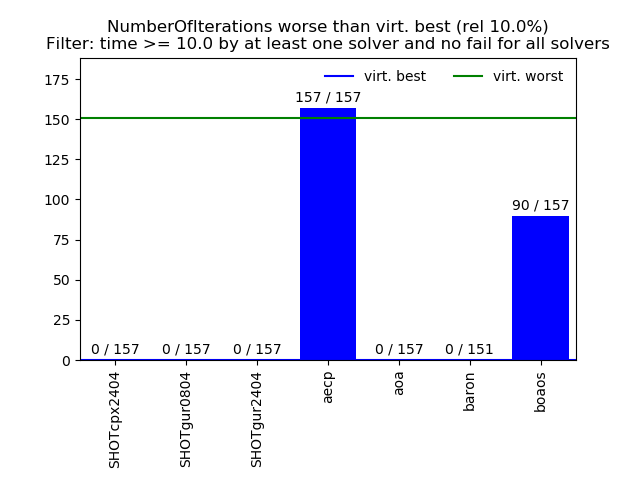 NumberOfIterations worse than virt. best (rel 10.0%)
Filter: time >= 10.0 by at least one solver and no fail for all solvers
virt. best
virt. worst
175
150
125
100
75
50
25
0
0 / 157
0 / 157
0 / 157
157 / 157
0 / 157
0 / 151
90 / 157
SHOTcpx2404
SHOTgur0804
SHOTgur2404
aecp
aoa
baron
boaos